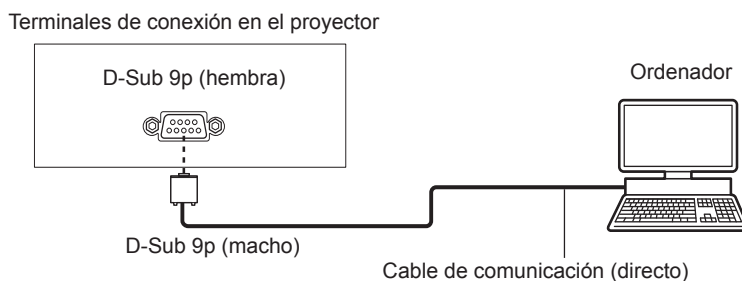 Terminales de conexión en el proyector
D-Sub 9p (hembra)
Ordenador
D-Sub 9p (macho)
Cable de comunicación (directo)